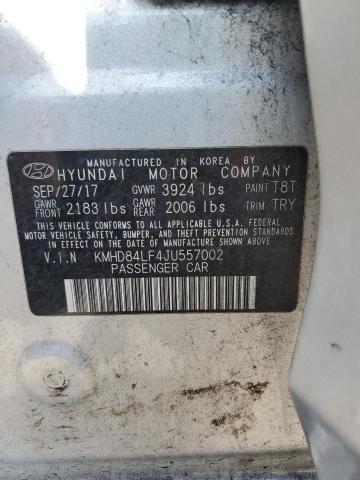 MANUFACTURED IN KOREA BY
HYUNDAI MOTOR COMPANY
SEP/27/17 GVWR 3924 lbs PAINT T8T
GAWR FRONT 2183 lbs GAWR REAR 2006 lbs TRIM TRY
THIS VEHICLE CONFORMS TO ALL APPLICABLE U.S.A. FEDERAL
MOTOR VEHICLE SAFETY, BUMPER, AND THEFT PREVENTION
STANDARDS IN EFFECT ON THE DATE OF MANUFACTURE SHOWN ABOVE.
V.I.N KMHD84LF4JU557002
PASSENGER CAR